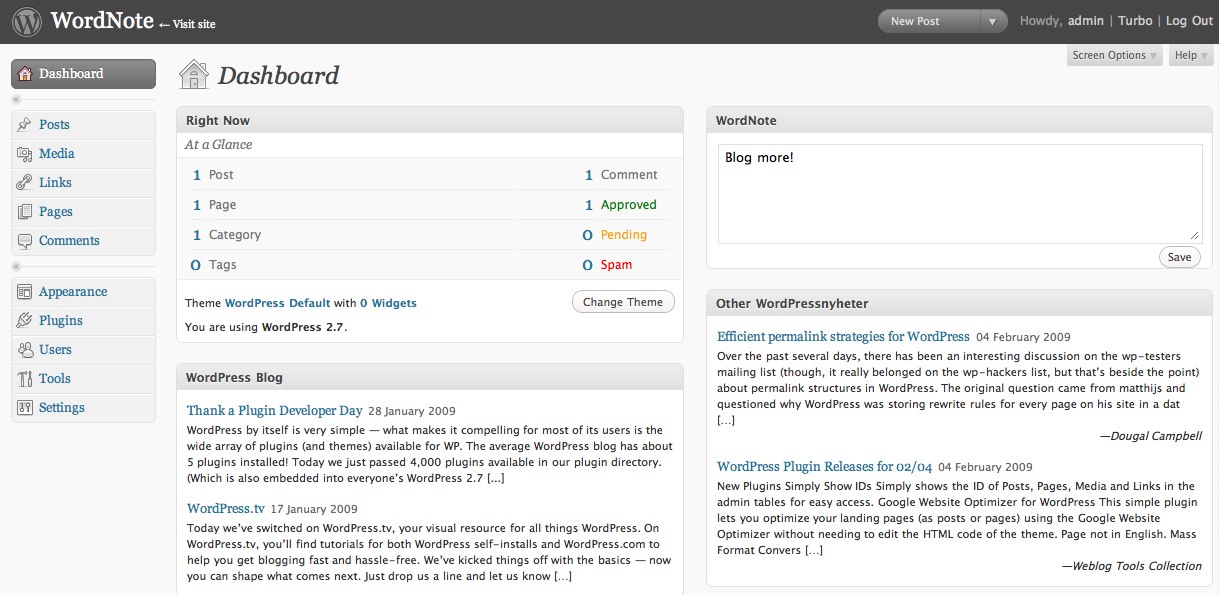 WordNote ← Visit site
New Post ▼
Howdy, admin | Turbo | Log Out
Screen Options ▼
Help ▼
Dashboard
«
Posts
Media
Links
Pages
Comments
«
Appearance
Plugins
Users
Tools
Settings
Dashboard
Right Now
At a Glance
1 Post 1 Comment
1 Page 1 Approved
1 Category 0 Pending
0 Tags 0 Spam
Theme WordPress Default with 0 Widgets
Change Theme
You are using WordPress 2.7.
WordPress Blog
Thank a Plugin Developer Day 28 January 2009
WordPress by itself is very simple — what makes it compelling for most of its users is the
wide array of plugins (and themes) available for WP. The average WordPress blog has about
5 plugins installed! Today we just passed 4,000 plugins available in our plugin directory.
(Which is also embedded into everyone's WordPress 2.7 [...]
WordPress.tv 17 January 2009
Today we've switched on WordPress.tv, your visual resource for all things WordPress. On
WordPress.tv, you'll find tutorials for both WordPress self-installs and WordPress.com to
help you get blogging fast and hassle-free. We've kicked things off with the basics — now
you can shape what comes next. Just drop us a line and let us know [...]
WordNote
Blog more!
Save
Other WordPressnyheter
Efficient permalink strategies for WordPress 04 February 2009
Over the past several days, there has been an interesting discussion on the wp-testers
mailing list (though, it really belonged on the wp-hackers list, but that's beside the point)
about permalink structures in WordPress. The original question came from matthijs and
questioned why WordPress was storing rewrite rules for every page on his site in a dat
[...]
—Dougal Campbell
WordPress Plugin Releases for 02/04 04 February 2009
New Plugins Simply Show IDs Simply shows the ID of Posts, Pages, Media and Links in the
admin tables for easy access. Google Website Optimizer for WordPress This simple plugin
lets you optimize your landing pages (as posts or pages) using the Google Website
Optimizer without needing to edit the HTML code of the theme. Page not in English. Mass
Format Convers [...]
—Weblog Tools Collection